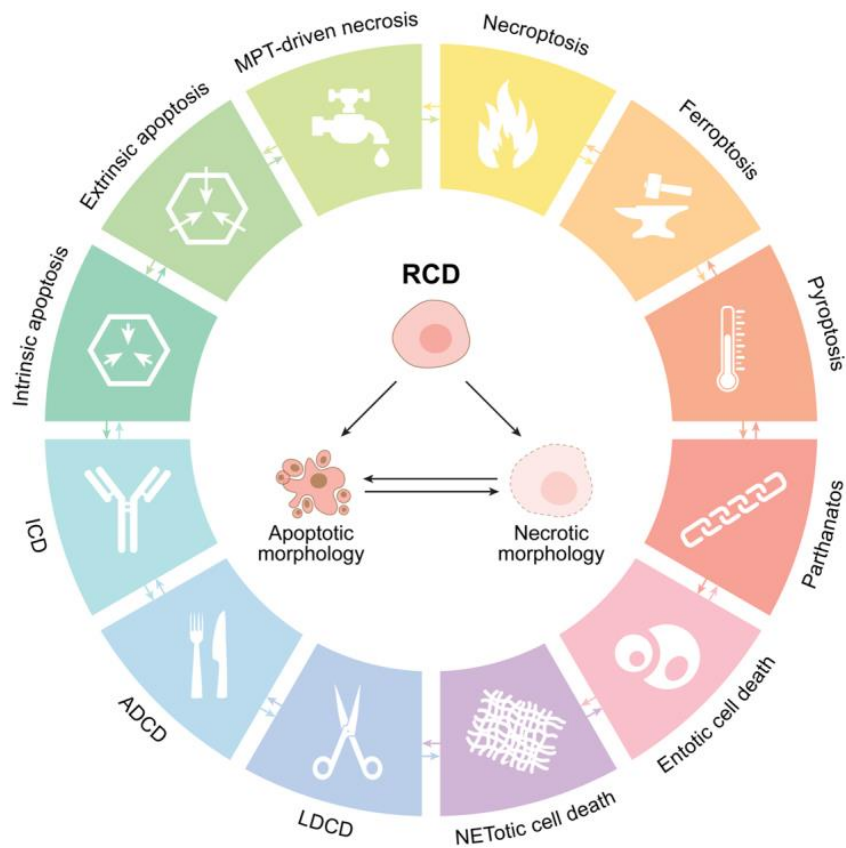 MPT-driven necrosis
Necroptosis
Extrinsic apoptosis
Ferroptosis
Intrinsic apoptosis
Pyroptosis
RCD
Apoptotic
morphology
Necrotic
morphology
ICD
Parthanatos
ADCD
Entotic cell death
LDCD
NETotic cell death